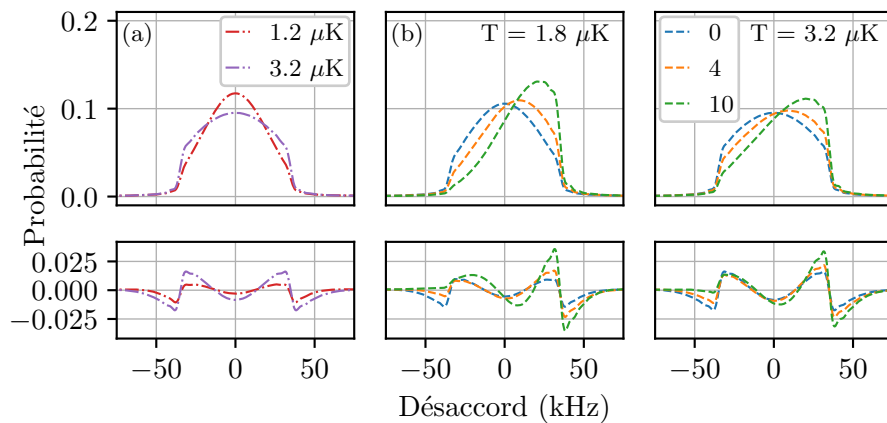 0.2
0.1
0.0
Probabilité
(a)
1.2 μK
3.2 μK
(b)
T = 1.8 μK
0
4
10
T = 3.2 μK
0.025
0.000
−0.025
−50
0
50
−50
0
50
−50
0
50
Désaccord (kHz)